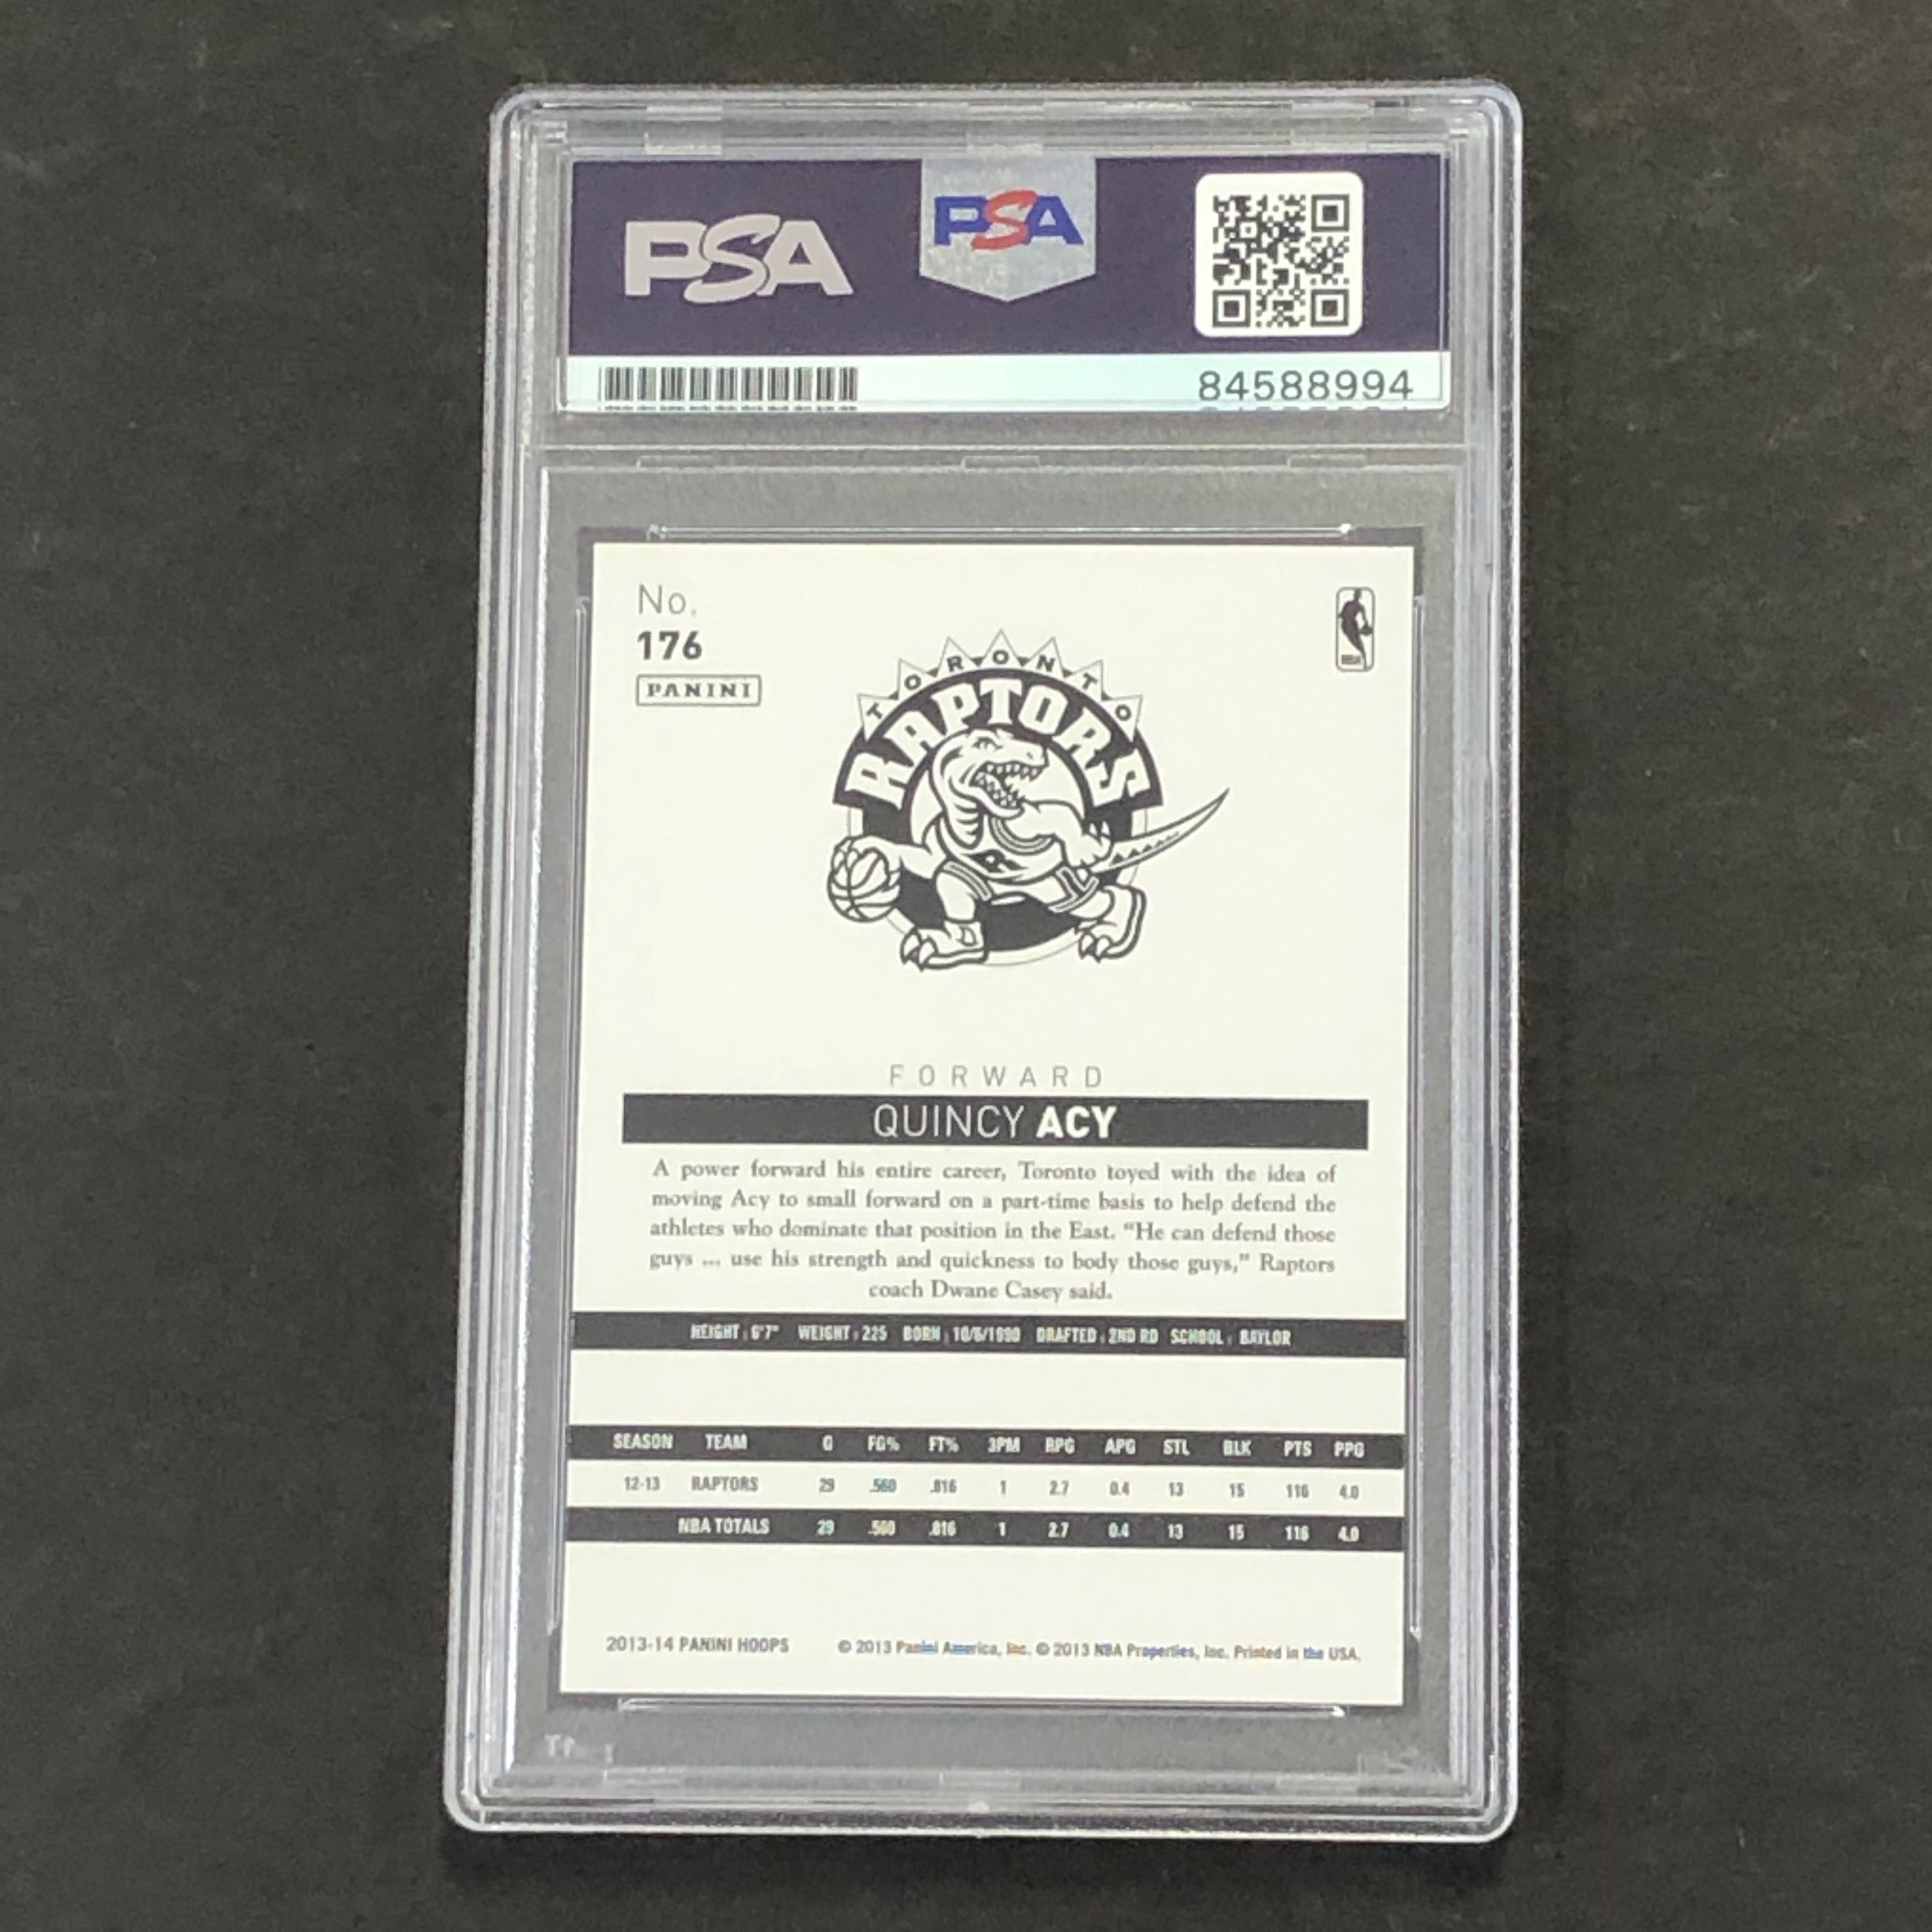 PSA
PSA
84588994
No.
176
PANINI
TORONTO
RAPTORS
FORWARD
QUINCY ACY
A power forward his entire career, Toronto toyed with the idea of
moving Acy to small forward on a part-time basis to help defend the
athletes who dominate that position in the East. “He can defend those
guys ... use his strength and quickness to body those guys,” Raptors
coach Dwane Casey said.
HEIGHT: 6'7" WEIGHT: 225 BORN: 10/6/1990 DRAFTED: 2ND RD SCHOOL: BAYLOR
SEASON TEAM G FG% FT% 3PM RPG APG STL BLK PTS PPG
12-13 RAPTORS 29 .560 .816 1 2.7 0.4 13 15 116 4.0
NBA TOTALS 29 .560 .816 1 2.7 0.4 13 15 116 4.0
2013-14 PANINI HOOPS © 2013 Panini America, Inc. © 2013 NBA Properties, Inc. Printed in the USA.